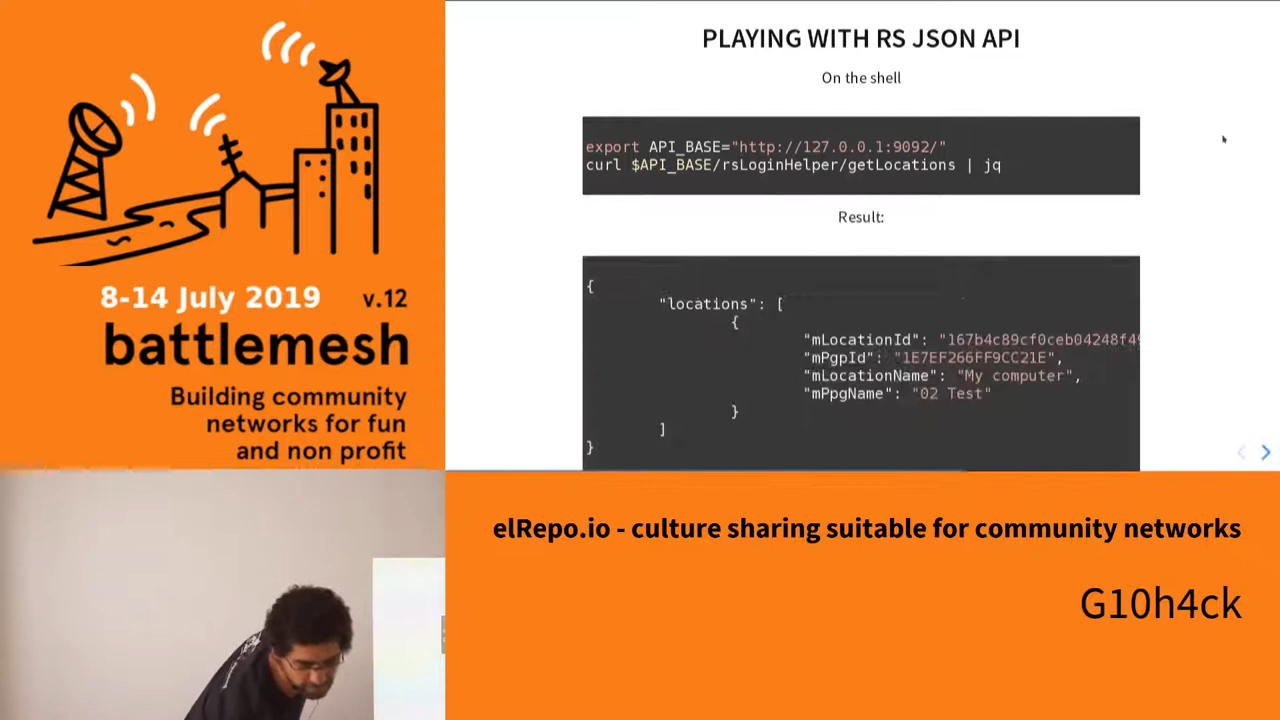 PLAYING WITH RS JSON API
On the shell
export API_BASE="http://127.0.0.1:9092/"
curl $API_BASE/rsLoginHelper/getLocations | jq
Result:
{
"locations": [
{
"mLocationId": "167b4c89cf0ceb04248f49
"mPgpId": "1E7EF266FF9CC21E",
"mLocationName": "My computer",
"mPpgName": "02 Test"
}
]
}
8-14 July 2019 v.12
battlemesh
Building community
networks for fun
and non profit
elRepo.io - culture sharing suitable for community networks
G10h4ck